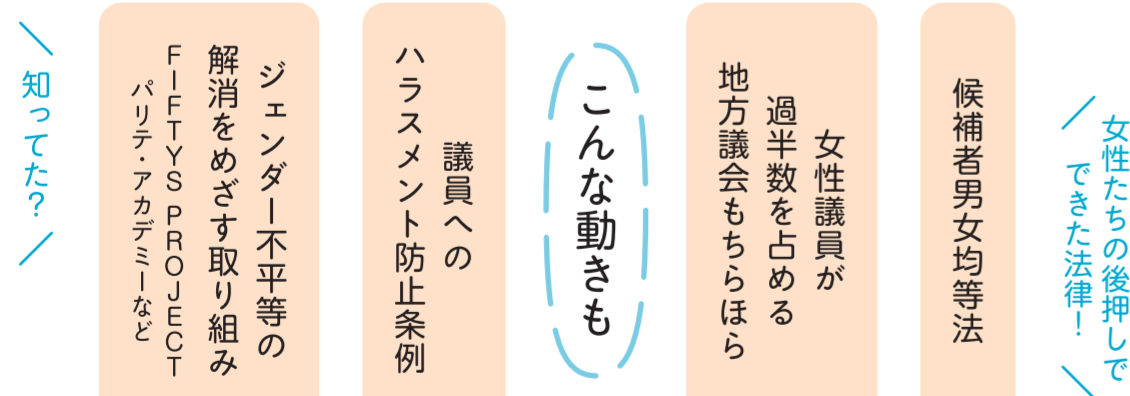 女性たちの後押しで
できた法律！
候補者男女均等法
女性議員が
過半数を占める
地方議会もちらほら
こんな動きも
議員への
ハラスメント防止条例
ジェンダー不平等の
解消をめざす取り組み
FIFTYS PROJECT
パリテ・アカデミーなど
知ってた？